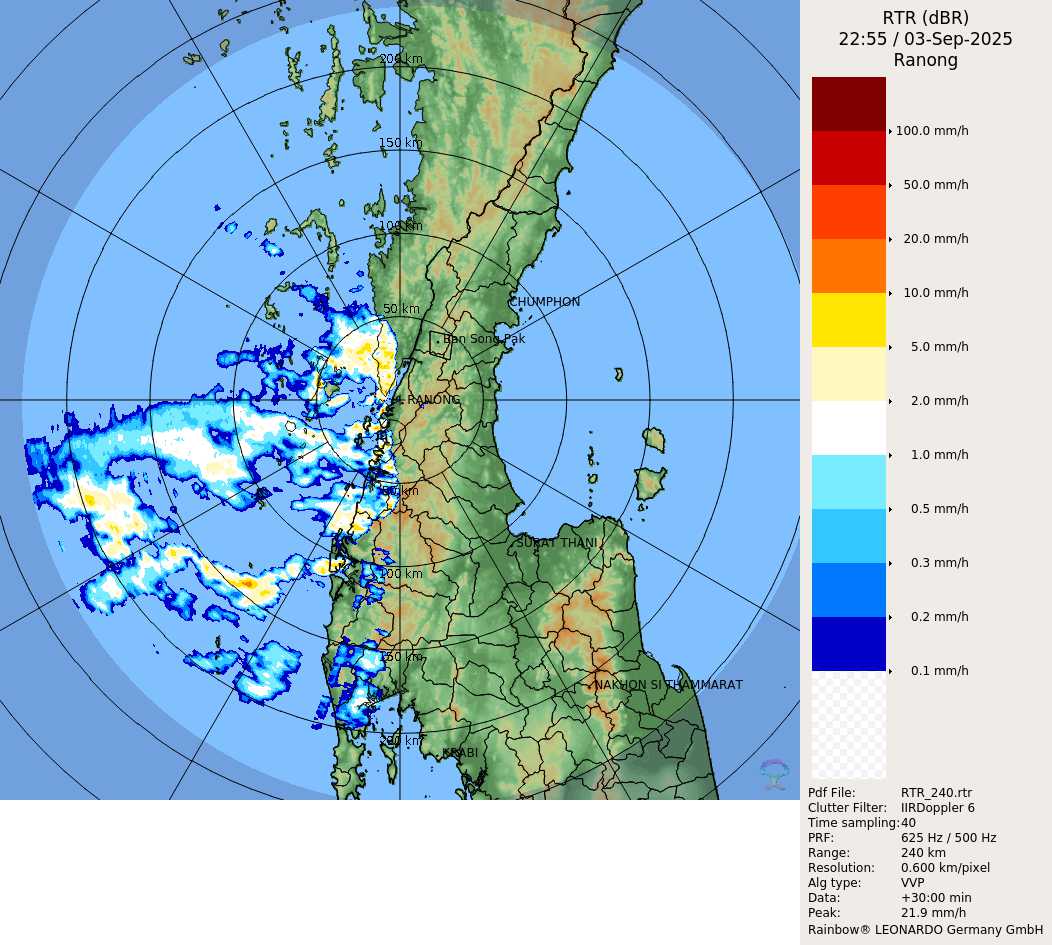 RTR (dBR)
22:55 / 03-Sep-2025
Ranong
200 km
150 km
100 km
50 km
CHUMPHON
Ban Song Pak
RANONG
50 km
SURAT THANI
100 km
150 km
NAKHON SI THAMMARAT
200 km
KRABI
100.0 mm/h
50.0 mm/h
20.0 mm/h
10.0 mm/h
5.0 mm/h
2.0 mm/h
1.0 mm/h
0.5 mm/h
0.3 mm/h
0.2 mm/h
0.1 mm/h
Pdf File: RTR_240.rtr
Clutter Filter: IIRDoppler 6
Time sampling:40
PRF: 625 Hz / 500 Hz
Range: 240 km
Resolution: 0.600 km/pixel
Alg type: VVP
Data: +30:00 min
Peak: 21.9 mm/h
Rainbow® LEONARDO Germany GmbH